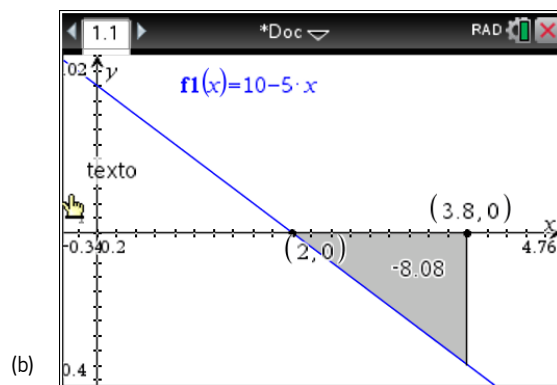 1.1 *Doc RAD
.02 y
f1(x)=10-5·x
texto
(3.8,0)
x
-0.34 0.2 (2,0) 4.76
-8.08
(b) 0.4